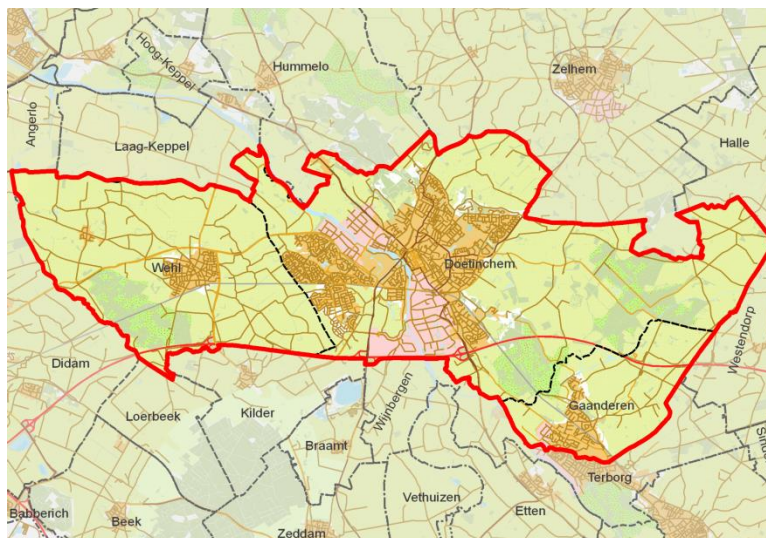 Hoog-Keppel
Hummelo
Zelhem
Angerlo
Laag-Keppel
Halle
Wehl
Doetinchem
Westendorp
Didam
Loerbeek
Kilder
Wijnbergen
Gaanderen
Braamt
Terborg
Vethuizen
Etten
Babberich
Beek
Zeddam